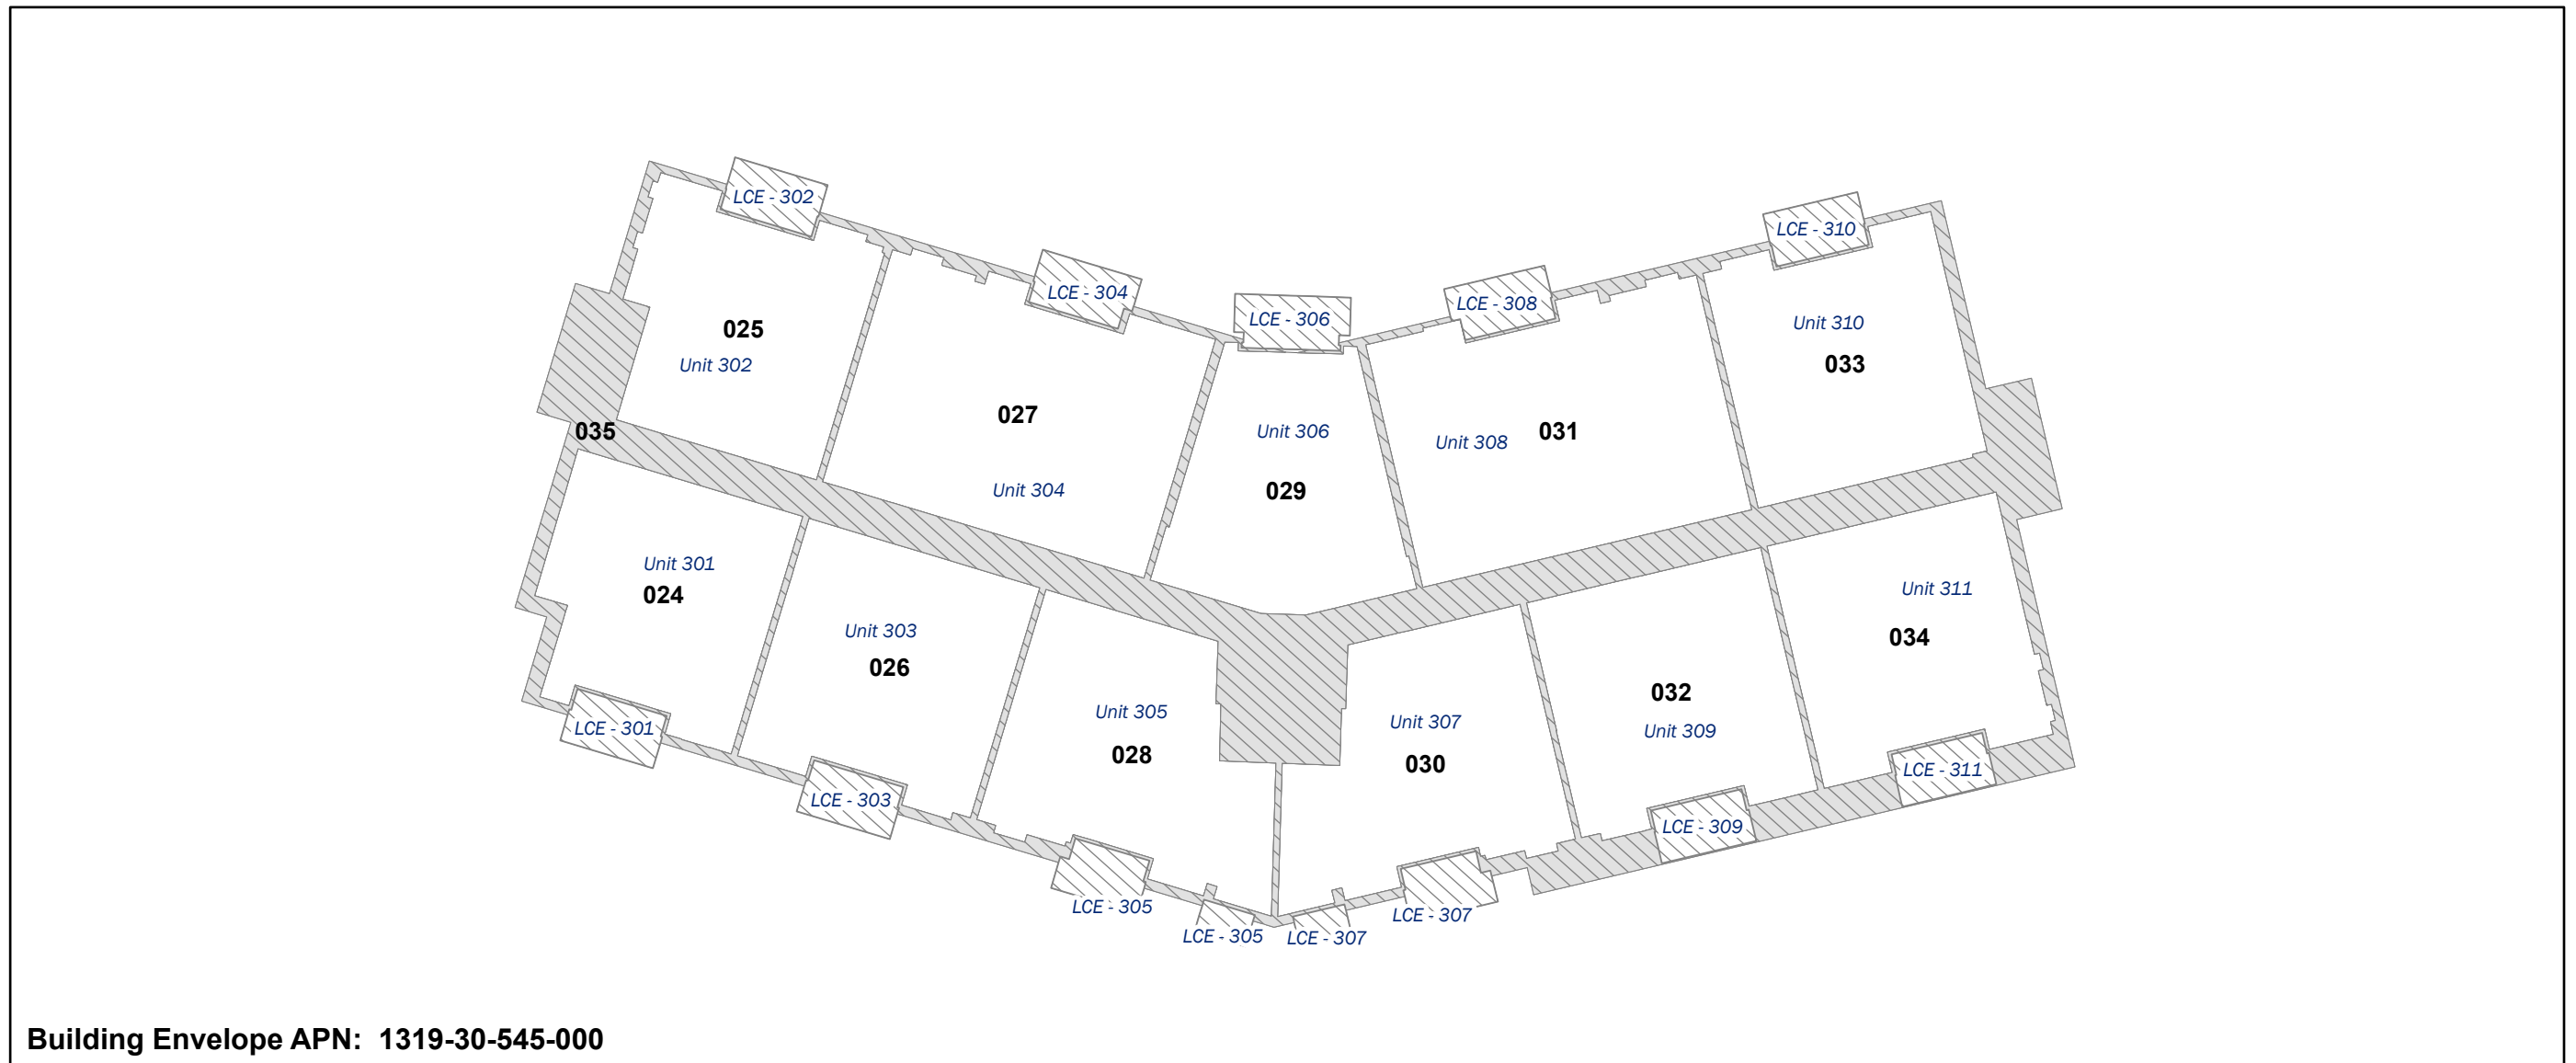 LCE - 302
LCE - 310
LCE - 304
LCE - 308
LCE - 306
025
Unit 302
Unit 310
033
027
Unit 304
Unit 306
029
Unit 308 031
035
Unit 301
024
Unit 303
026
Unit 305
028
Unit 307
030
032
Unit 309
Unit 311
034
LCE - 301
LCE - 303
LCE - 305
LCE - 305
LCE - 307
LCE - 307
LCE - 309
LCE - 311
Building Envelope APN: 1319-30-545-000